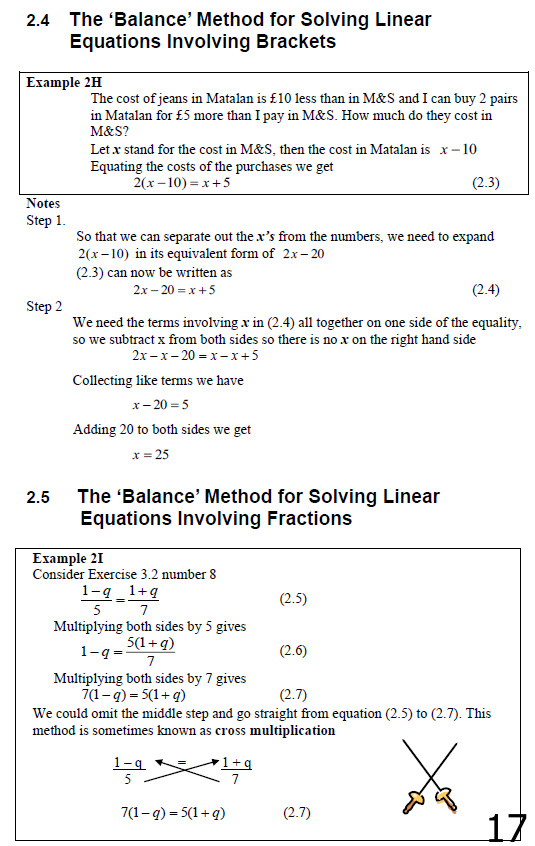 2.4 The ‘Balance’ Method for Solving Linear
Equations Involving Brackets
Example 2H
The cost of jeans in Matalan is £10 less than in M&S and I can buy 2 pairs
in Matalan for £5 more than I pay in M&S. How much do they cost in
M&S?
Let x stand for the cost in M&S, then the cost in Matalan is x – 10
Equating the costs of the purchases we get
2(x – 10) = x + 5 (2.3)
Notes
Step 1.
So that we can separate out the x’s from the numbers, we need to expand
2(x – 10) in its equivalent form of 2x – 20
(2.3) can now be written as
2x – 20 = x + 5 (2.4)
Step 2
We need the terms involving x in (2.4) all together on one side of the equality,
so we subtract x from both sides so there is no x on the right hand side
2x – x – 20 = x – x + 5
Collecting like terms we have
x – 20 = 5
Adding 20 to both sides we get
x = 25
2.5 The ‘Balance’ Method for Solving Linear
Equations Involving Fractions
Example 2I
Consider Exercise 3.2 number 8
(1 – q)/5 = (1 + q)/7 (2.5)
Multiplying both sides by 5 gives
1 – q = 5(1 + q)/7 (2.6)
Multiplying both sides by 7 gives
7(1 – q) = 5(1 + q) (2.7)
We could omit the middle step and go straight from equation (2.5) to (2.7). This
method is sometimes known as cross multiplication
(1 – q)/5 = (1 + q)/7
7(1 – q) = 5(1 + q) (2.7)
17